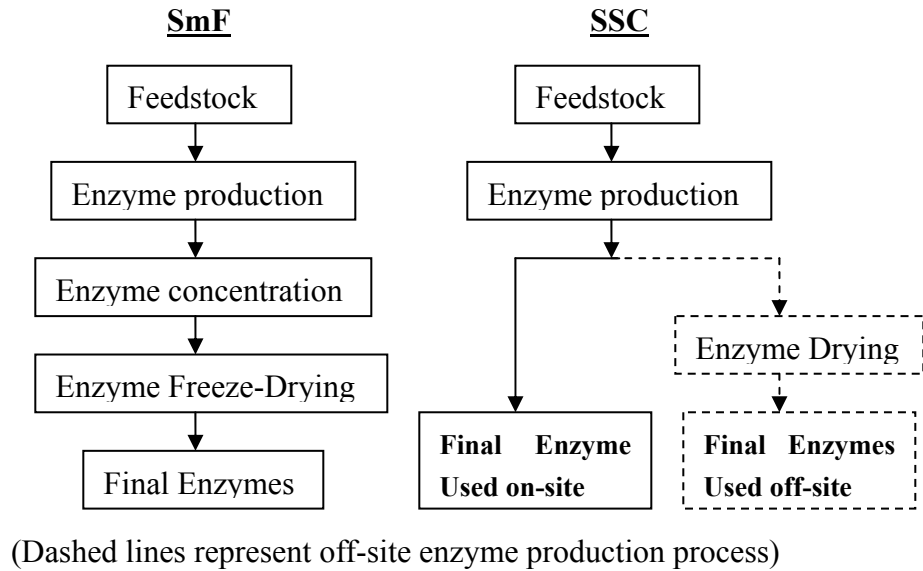 SmF
SSC
Feedstock
Feedstock
Enzyme production
Enzyme production
Enzyme concentration
Enzyme Drying
Enzyme Freeze-Drying
Final Enzyme
Used on-site
Final Enzymes
Used off-site
Final Enzymes
(Dashed lines represent off-site enzyme production process)